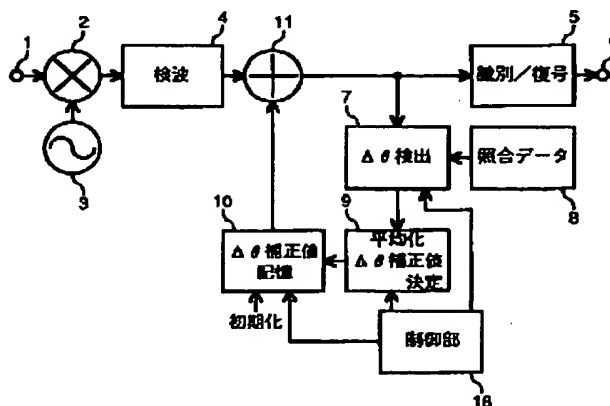 1
2
4
11
5
6
検波
識別／復号
3
7
Δθ検出
照合データ
8
10
9
Δθ補正値
記憶
平均化
Δθ補正値
決定
初期化
制御部
16